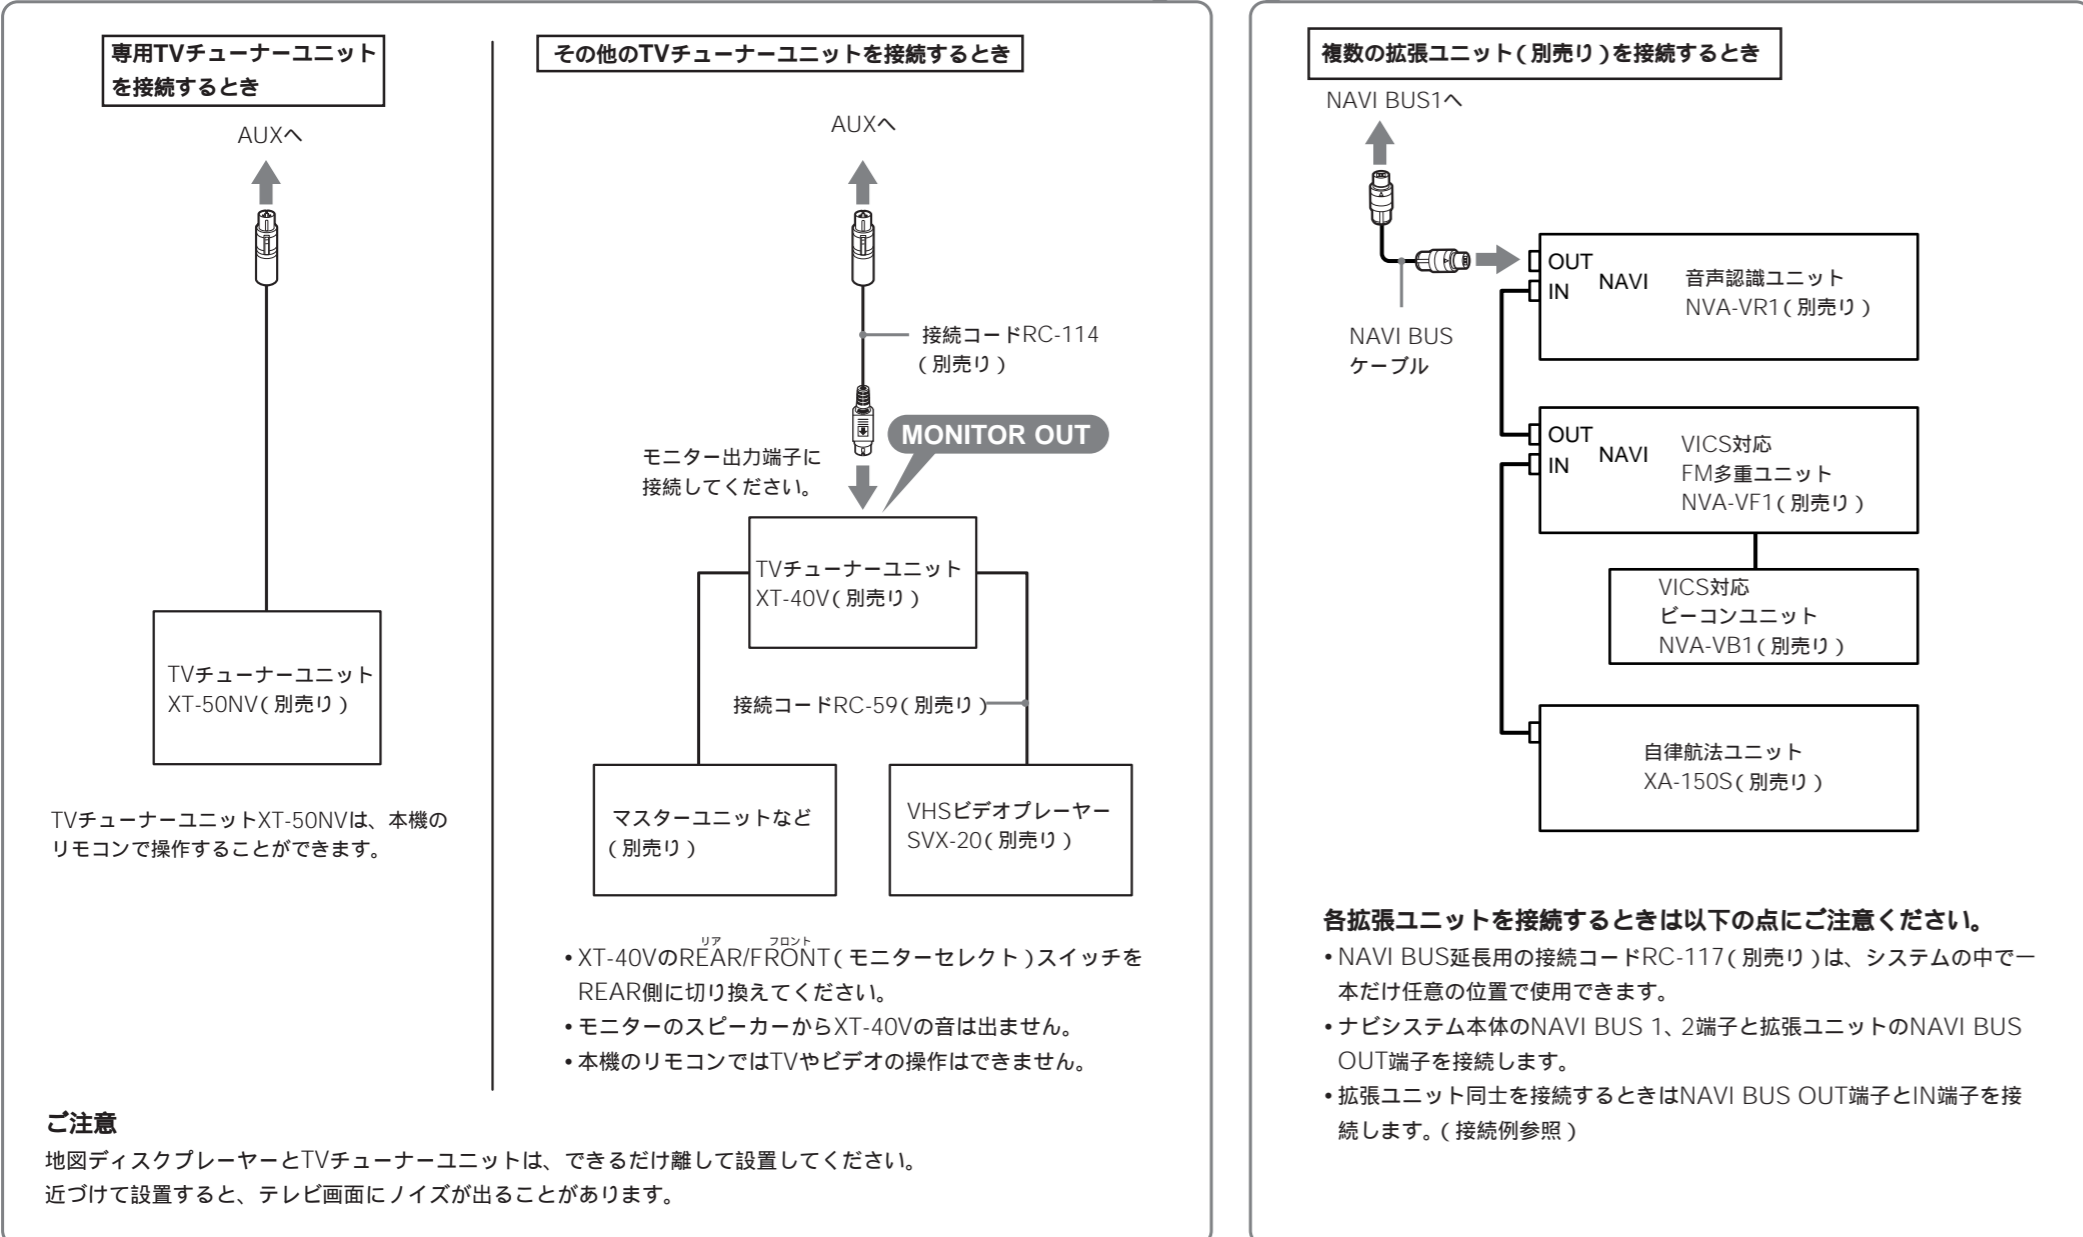 専用TVチューナーユニット
を接続するとき
AUXへ
TVチューナーユニット
XT-50NV(別売り)
TVチューナーユニットXT-50NVは、本機の
リモコンで操作することができます。
その他のTVチューナーユニットを接続するとき
AUXへ
接続コードRC-114
(別売り)
MONITOR OUT
モニター出力端子に
接続してください。
TVチューナーユニット
XT-40V(別売り)
接続コードRC-59(別売り)
マスターユニットなど
(別売り)
VHSビデオプレーヤー
SVX-20(別売り)
リア フロント
•XT-40VのREAR/FRONT(モニターセレクト)スイッチを
REAR側に切り換えてください。
•モニターのスピーカーからXT-40Vの音は出ません。
•本機のリモコンではTVやビデオの操作はできません。
ご注意
地図ディスクプレーヤーとTVチューナーユニットは、できるだけ離して設置してください。
近づけて設置すると、テレビ画面にノイズが出ることがあります。
複数の拡張ユニット(別売り)を接続するとき
NAVI BUS1へ
NAVI BUS
ケーブル
OUT
IN
NAVI
音声認識ユニット
NVA-VR1(別売り)
OUT
IN
NAVI
VICS対応
FM多重ユニット
NVA-VF1(別売り)
VICS対応
ビーコンユニット
NVA-VB1(別売り)
自律航法ユニット
XA-150S(別売り)
各拡張ユニットを接続するときは以下の点にご注意ください。
•NAVI BUS延長用の接続コードRC-117(別売り)は、システムの中で一
本だけ任意の位置で使用できます。
•ナビシステム本体のNAVI BUS 1、2端子と拡張ユニットのNAVI BUS
OUT端子を接続します。
•拡張ユニット同士を接続するときはNAVI BUS OUT端子とIN端子を接
続します。(接続例参照)